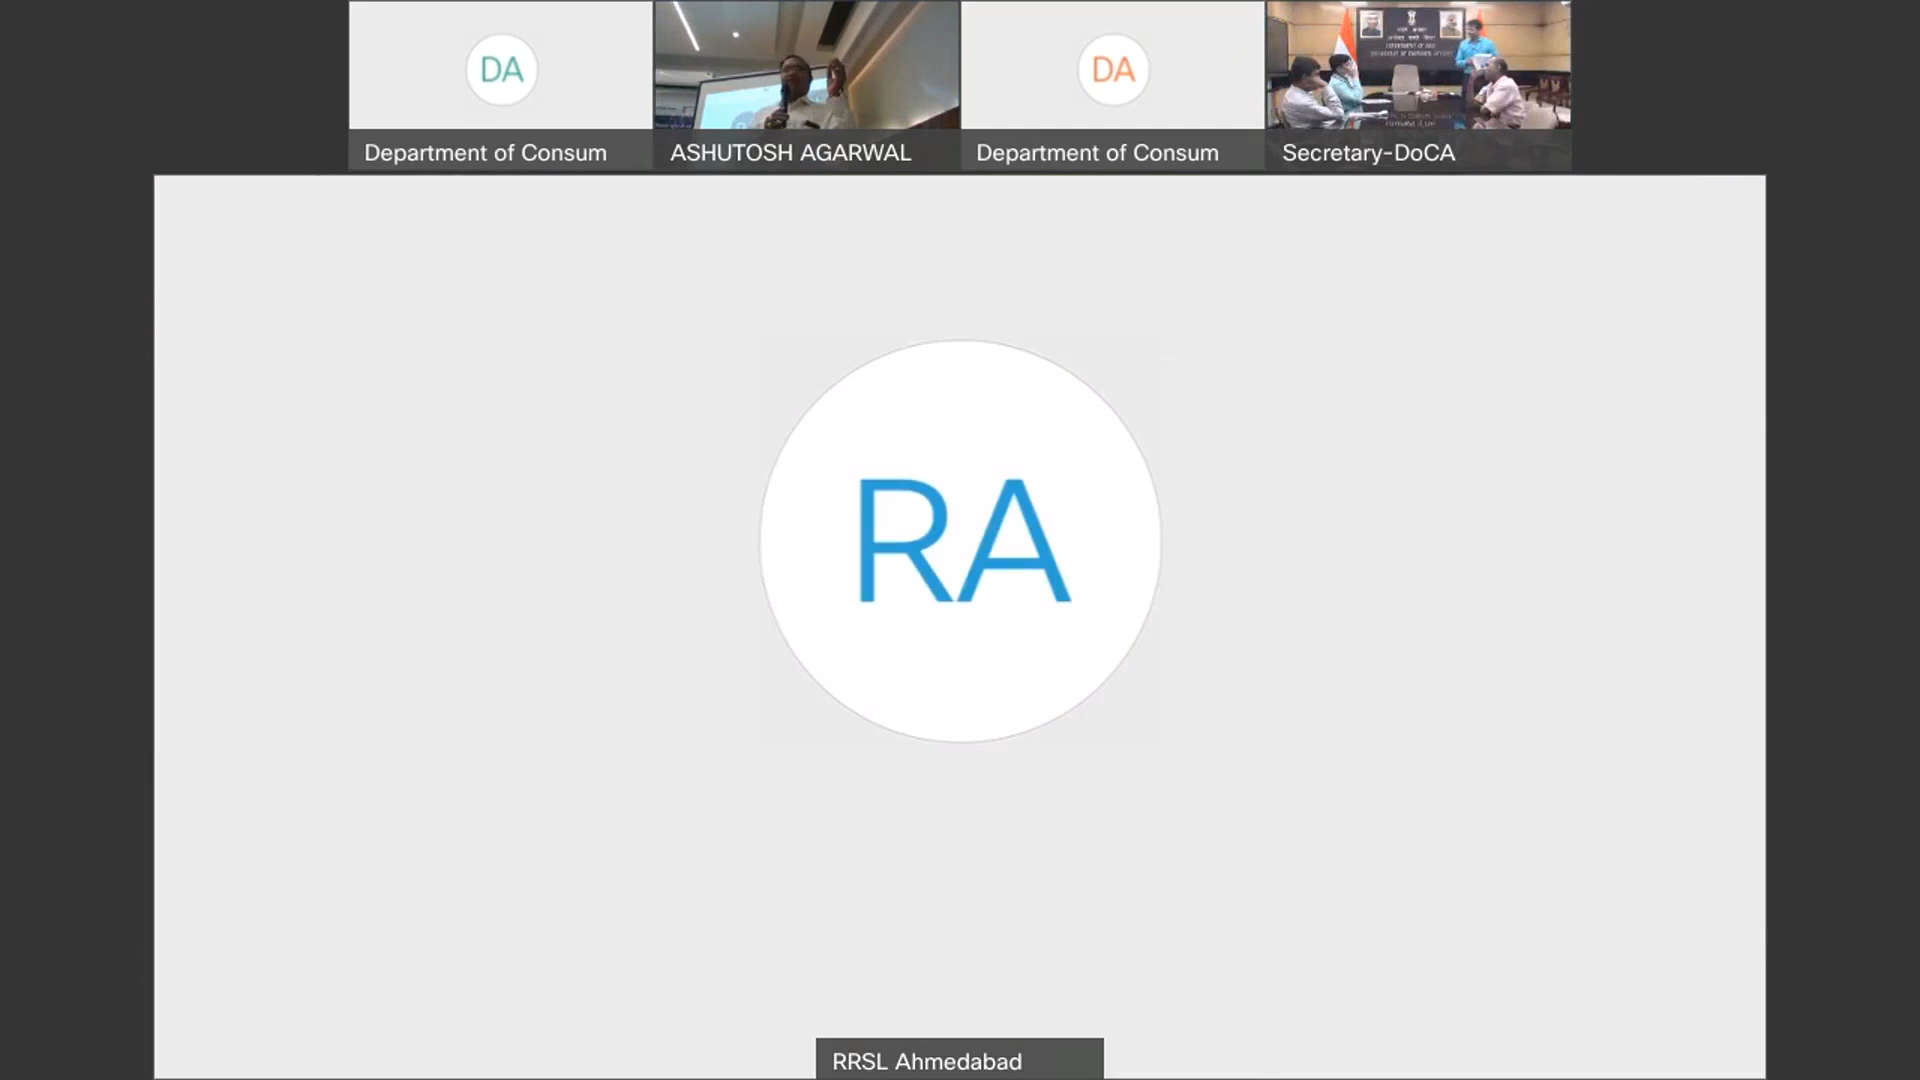 DA
DA
Department of Consum
ASHUTOSH AGARWAL
Department of Consum
Secretary-DoCA
RA
RRSL Ahmedabad